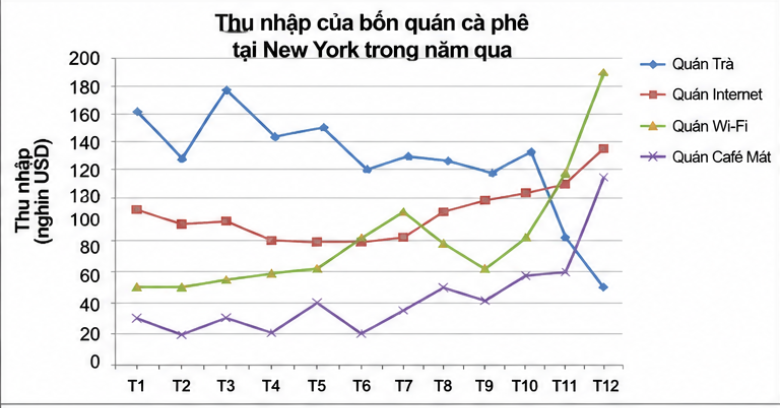 Thu nhập của bốn quán cà phê
tại New York trong năm qua
Thu nhập
(nghìn USD)
200
180
160
140
120
130
100
80
60
40
20
0
T1 T2 T3 T4 T5 T6 T7 T8 T9 T10 T11 T12
Quán Trà
Quán Internet
Quán Wi-Fi
Quán Café Mát